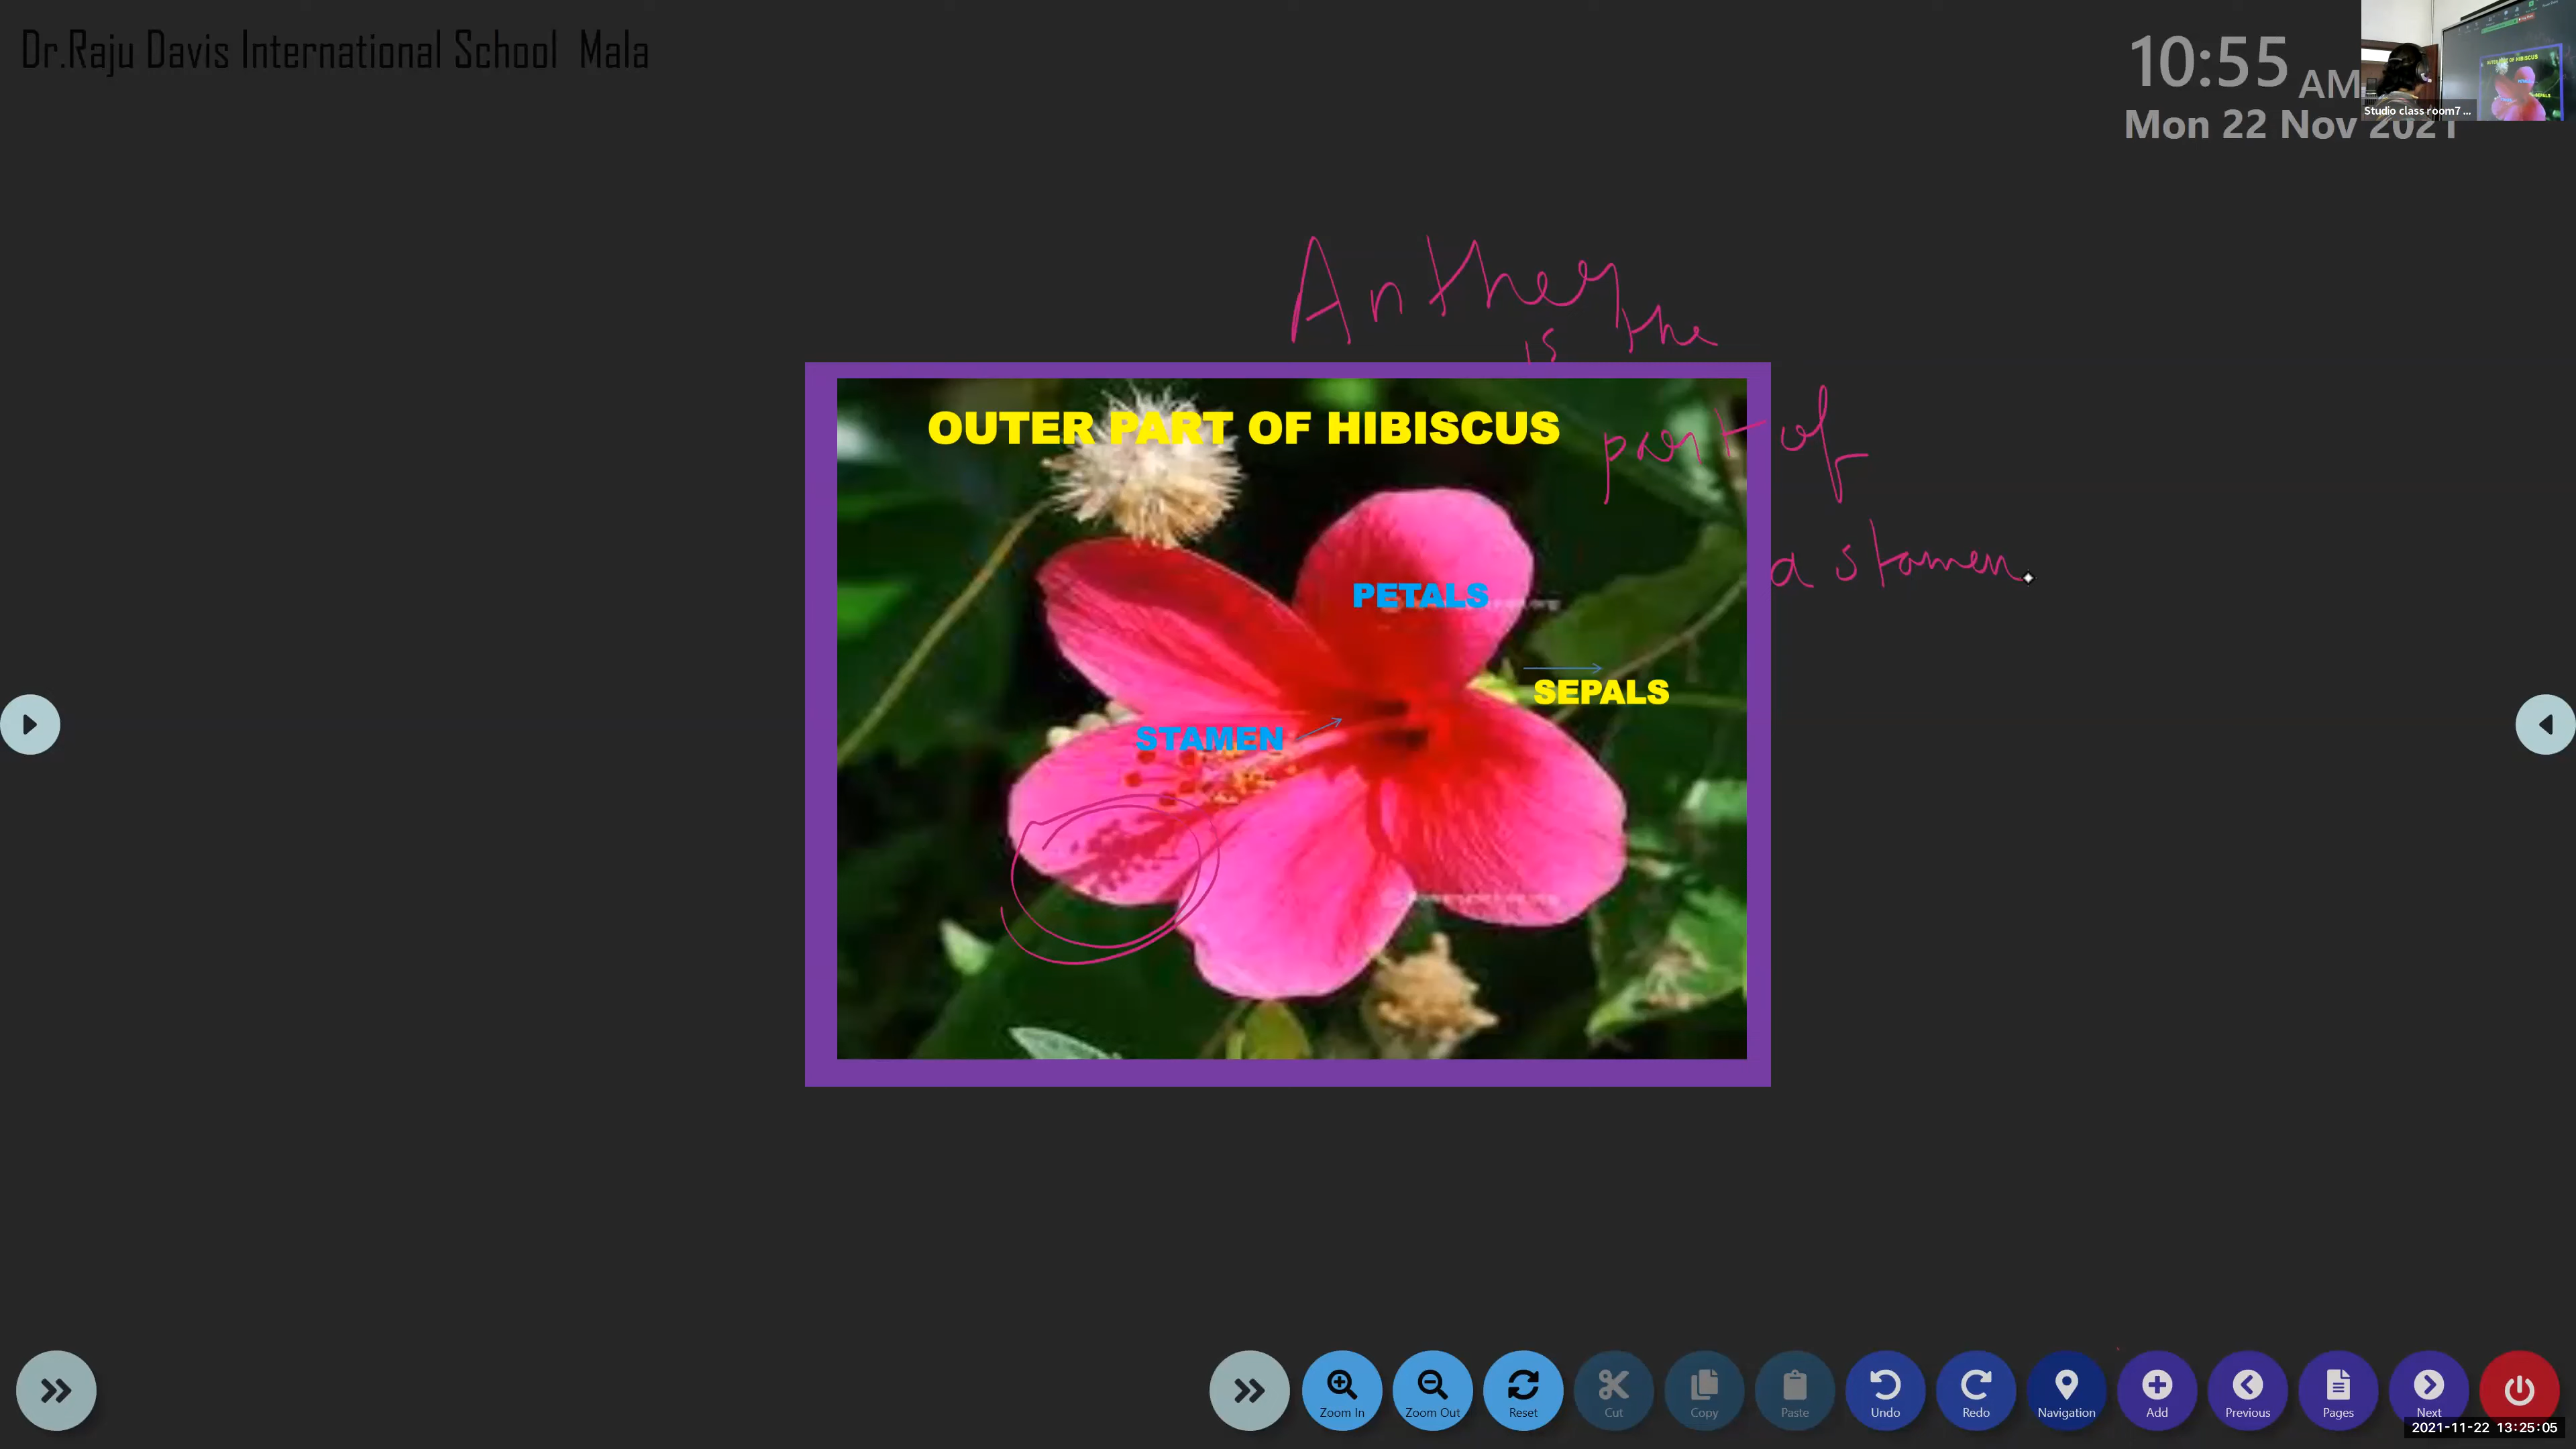 Dr.Raju Davis International School Mala
10:55 AM
Mon 22 Nov 2021
Studio class room7 ...
Anther
is the
part of
a stamen
OUTER PART OF HIBISCUS
PETALS
SEPALS
STAMEN
Zoom In
Zoom Out
Reset
Cut
Copy
Paste
Undo
Redo
Navigation
Add
Previous
Pages
Next
2021-11-22 13:25:05